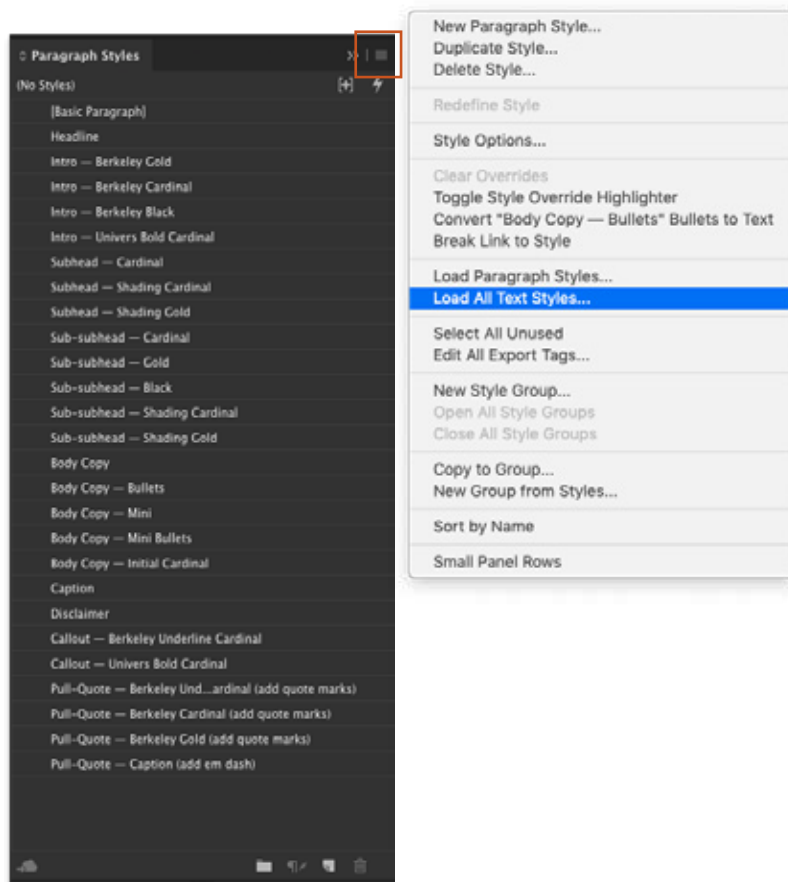 Paragraph Styles
(No Styles)
[Basic Paragraph]
Headline
Intro — Berkeley Gold
Intro — Berkeley Cardinal
Intro — Berkeley Black
Intro — Univers Bold Cardinal
Subhead — Cardinal
Subhead — Shading Cardinal
Subhead — Shading Gold
Sub-subhead — Cardinal
Sub-subhead — Gold
Sub-subhead — Black
Sub-subhead — Shading Cardinal
Sub-subhead — Shading Gold
Body Copy
Body Copy — Bullets
Body Copy — Mini
Body Copy — Mini Bullets
Body Copy — Initial Cardinal
Caption
Disclaimer
Callout — Berkeley Underline Cardinal
Callout — Univers Bold Cardinal
Pull-Quote — Berkeley Und...ardinal (add quote marks)
Pull-Quote — Berkeley Cardinal (add quote marks)
Pull-Quote — Berkeley Gold (add quote marks)
Pull-Quote — Caption (add em dash)
New Paragraph Style...
Duplicate Style...
Delete Style...
Redefine Style
Style Options...
Clear Overrides
Toggle Style Override Highlighter
Convert "Body Copy — Bullets" Bullets to Text
Break Link to Style
Load Paragraph Styles...
Load All Text Styles...
Select All Unused
Edit All Export Tags...
New Style Group...
Open All Style Groups
Close All Style Groups
Copy to Group...
New Group from Styles...
Sort by Name
Small Panel Rows